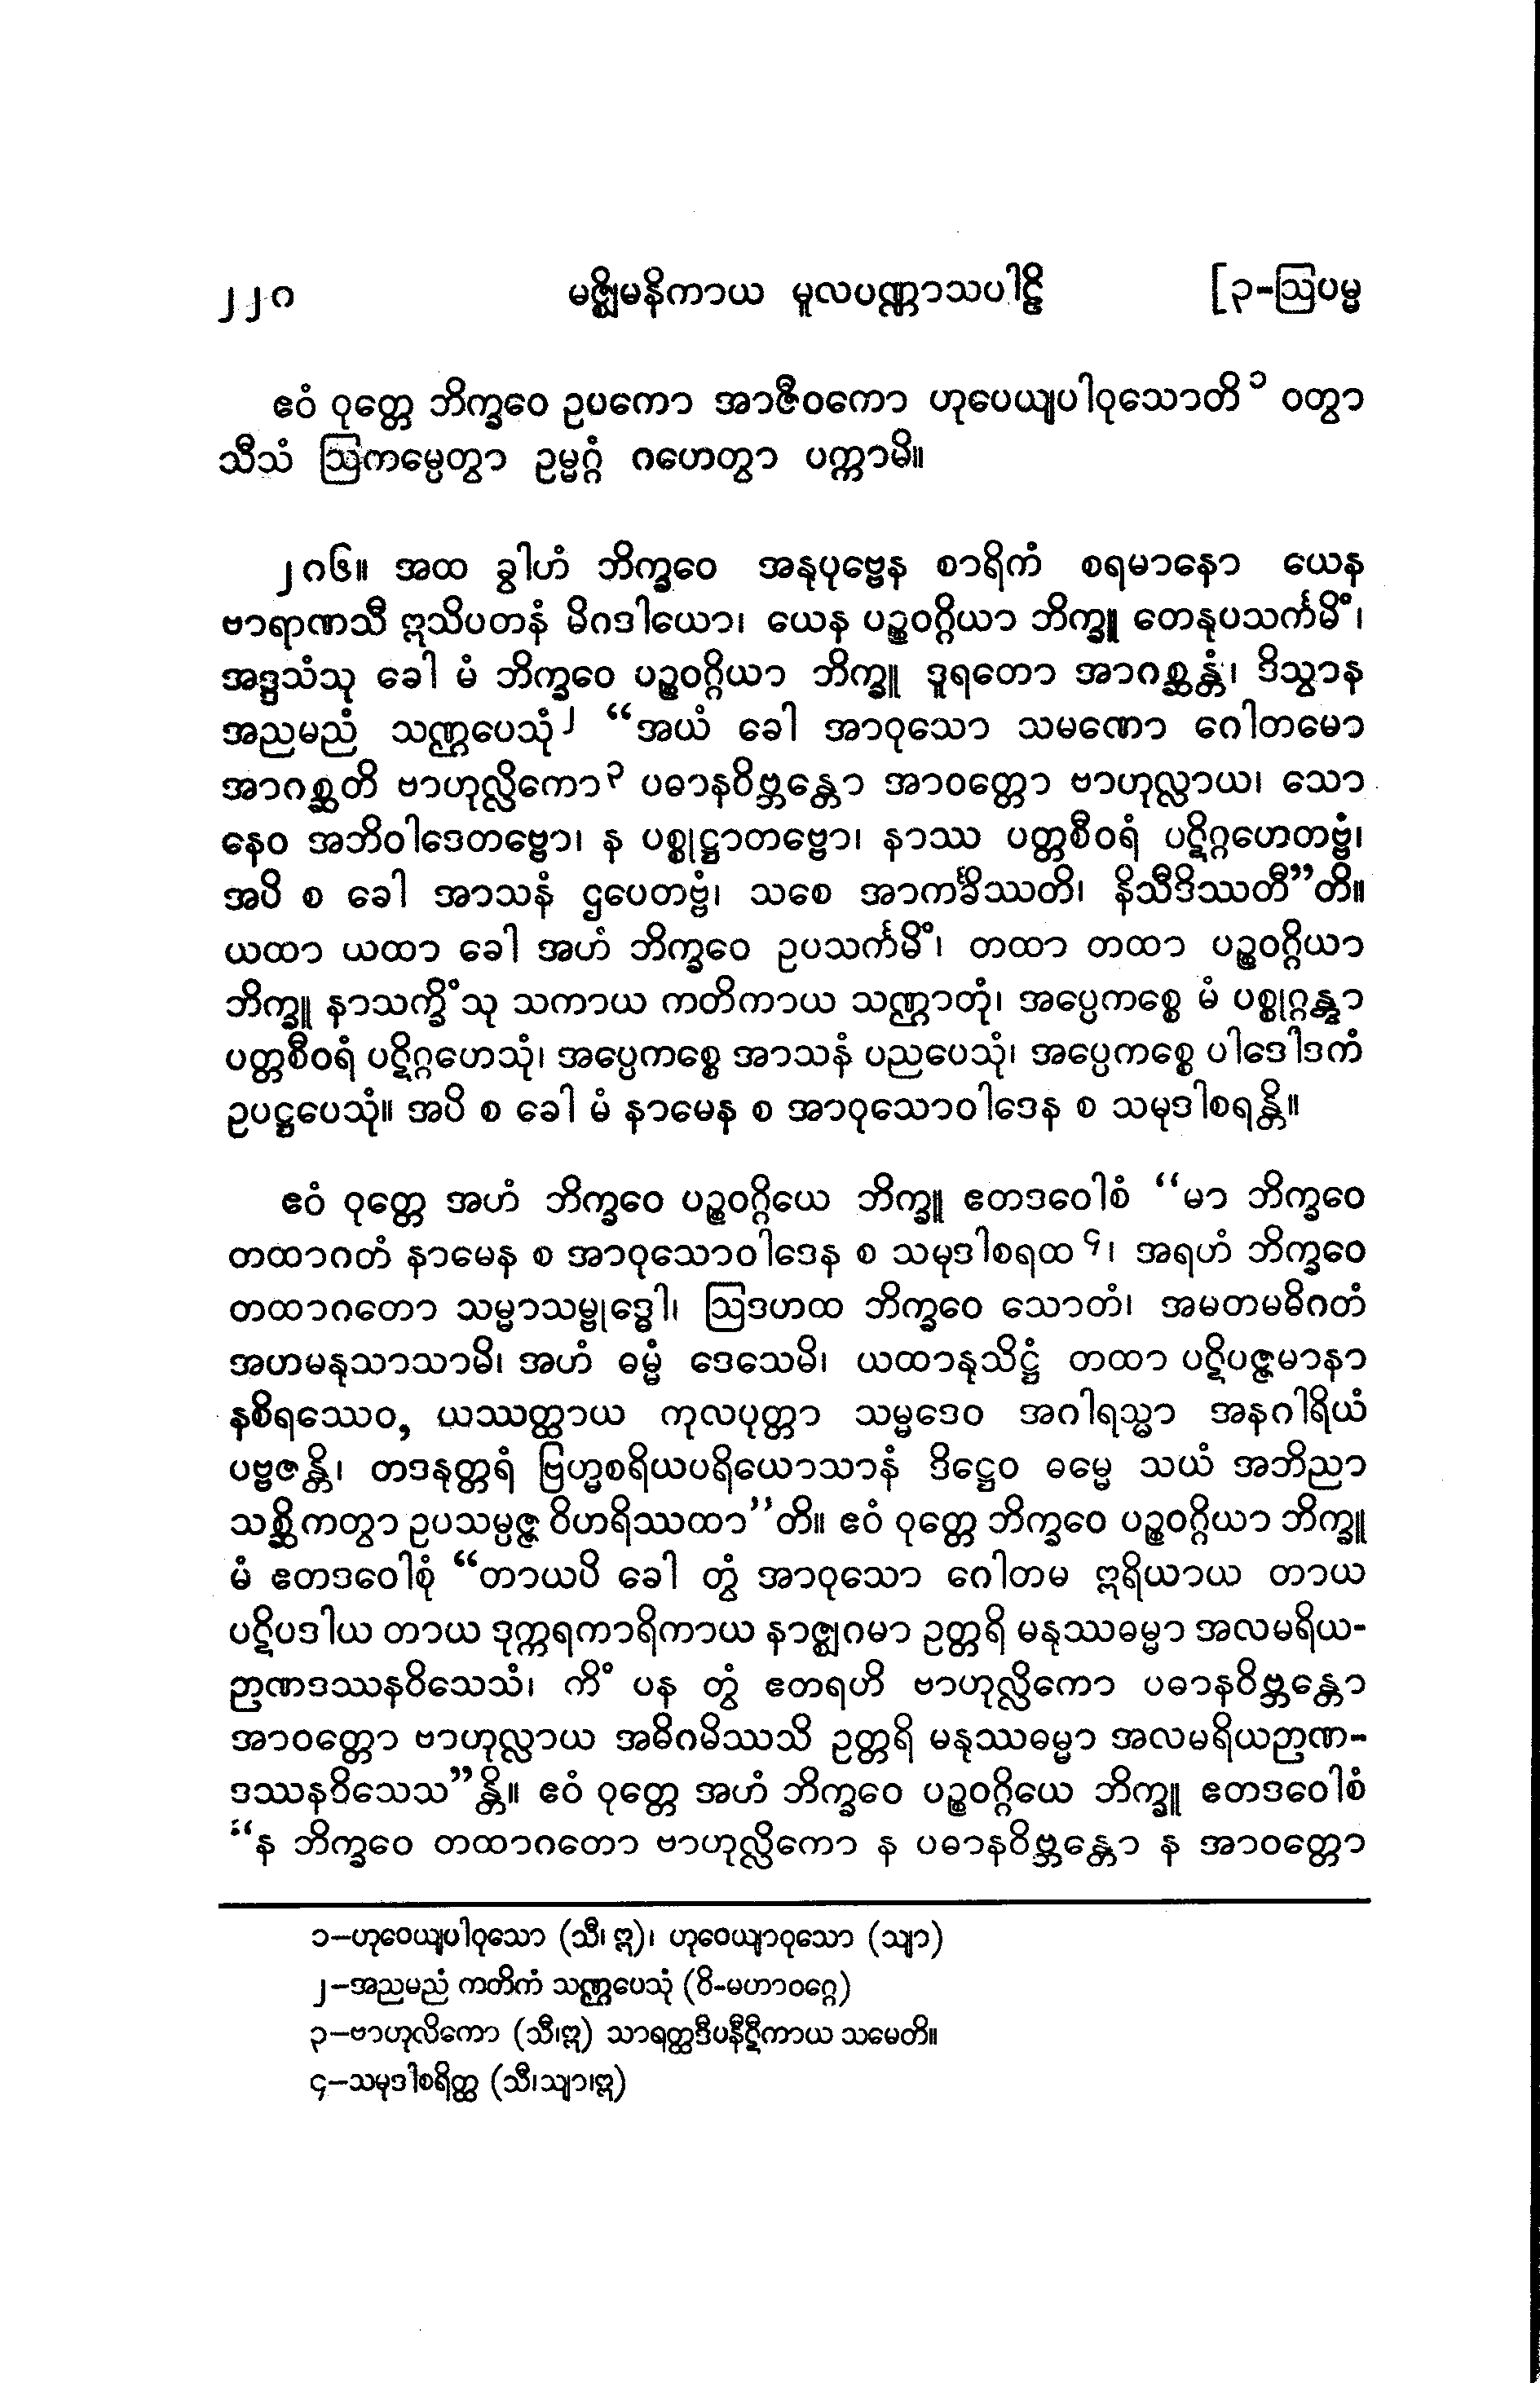 ၂၂၀ မဇ္ဈိမနိကာယ မူလပဏ္ဏာသပါဠိ [၃-ဩပမ္မ
ဧဝံ ဝုတ္တေ ဘိက္ခဝေ ဥပကော အာဇီဝကော ဟုပေယျပါဝုသောတိ ၁ ဝတွာ
သီသံ ဩကမ္ပေတွာ ဥမ္မဂ္ဂံ ဂဟေတွာ ပက္ကာမိ။
၂၀၆။ အထ ခွါဟံ ဘိက္ခဝေ အနုပုဗ္ဗေန စာရိကံ စရမာနော ယေန
ဗာရာဏသီ ဣသိပတနံ မိဂဒါယော၊ ယေန ပဉ္စဝဂ္ဂိယာ ဘိက္ခူ တေနုပသင်္ကမိံ၊
အဒ္ဒသံသု ခေါ မံ ဘိက္ခဝေ ပဉ္စဝဂ္ဂိယာ ဘိက္ခူ ဒူရတော အာဂစ္ဆန္တံ၊ ဒိသွာန
အညမညံ သဏ္ဌပေသုံ ၂ “အယံ ခေါ အာဝုသော သမဏော ဂေါတမော
အာဂစ္ဆတိ ဗာဟုလ္လိကော ၃ ပဓာနဝိဗ္ဘန္တော အာဝတ္တော ဗာဟုလ္လာယ၊ သော
နေဝ အဘိဝါဒေတဗ္ဗော၊ န ပစ္စုဋ္ဌာတဗ္ဗော၊ နာဿ ပတ္တစီဝရံ ပဋိဂ္ဂဟေတဗ္ဗံ၊
အပိ စ ခေါ အာသနံ ဌပေတဗ္ဗံ၊ သစေ အာကင်္ခိဿတိ၊ နိသီဒိဿတီ”တိ။
ယထာ ယထာ ခေါ အဟံ ဘိက္ခဝေ ဥပသင်္ကမိံ၊ တထာ တထာ ပဉ္စဝဂ္ဂိယာ
ဘိက္ခူ နာသက္ခိံသု သကာယ ကတိကာယ သဏ္ဌာတုံ၊ အပ္ပေကစ္စေ မံ ပစ္စုဂ္ဂန္တွာ
ပတ္တစီဝရံ ပဋိဂ္ဂဟေသုံ၊ အပ္ပေကစ္စေ အာသနံ ပညပေသုံ၊ အပ္ပေကစ္စေ ပါဒေါဒကံ
ဥပဋ္ဌပေသုံ။ အပိ စ ခေါ မံ နာမေန စ အာဝုသောဝါဒေန စ သမုဒါစရန္တိ။
ဧဝံ ဝုတ္တေ အဟံ ဘိက္ခဝေ ပဉ္စဝဂ္ဂိယေ ဘိက္ခူ ဧတဒဝေါစံ “မာ ဘိက္ခဝေ
တထာဂတံ နာမေန စ အာဝုသောဝါဒေန စ သမုဒါစရထ ၄၊ အရဟံ ဘိက္ခဝေ
တထာဂတော သမ္မာသမ္ဗုဒ္ဓေါ၊ ဩဒဟထ ဘိက္ခဝေ သောတံ၊ အမတမဓိဂတံ
အဟမနုသာသာမိ၊ အဟံ ဓမ္မံ ဒေသေမိ၊ ယထာနုသိဋ္ဌံ တထာ ပဋိပဇ္ဇမာနာ
နစိရဿေဝ, ယဿတ္ထာယ ကုလပုတ္တာ သမ္မဒေဝ အဂါရသ္မာ အနဂါရိယံ
ပဗ္ဗဇန္တိ၊ တဒနုတ္တရံ ဗြဟ္မစရိယပရိယောသာနံ ဒိဋ္ဌေဝ ဓမ္မေ သယံ အဘိညာ
သစ္ဆိကတွာ ဥပသမ္ပဇ္ဇ ဝိဟရိဿထာ”တိ။ ဧဝံ ဝုတ္တေ ဘိက္ခဝေ ပဉ္စဝဂ္ဂိယာ ဘိက္ခူ
မံ ဧတဒဝေါစုံ “တာယပိ ခေါ တွံ အာဝုသော ဂေါတမ ဣရိယာယ တာယ
ပဋိပဒါယ တာယ ဒုက္ကရကာရိကာယ နာဇ္ဈဂမာ ဥတ္တရိ မနုဿဓမ္မာ အလမရိယ-
ဉာဏဒဿနဝိသေသံ၊ ကိံ ပန တွံ ဧတရဟိ ဗာဟုလ္လိကော ပဓာနဝိဗ္ဘန္တော
အာဝတ္တော ဗာဟုလ္လာယ အဓိဂမိဿသိ ဥတ္တရိ မနုဿဓမ္မာ အလမရိယဉာဏ-
ဒဿနဝိသေသ”န္တိ။ ဧဝံ ဝုတ္တေ အဟံ ဘိက္ခဝေ ပဉ္စဝဂ္ဂိယေ ဘိက္ခူ ဧတဒဝေါစံ
“န ဘိက္ခဝေ တထာဂတော ဗာဟုလ္လိကော န ပဓာနဝိဗ္ဘန္တော န အာဝတ္တော
၁-ဟုဝေယျပါဝုသော (သီ၊ ဣ)၊ ဟုဝေယျာဝုသော (သျာ)
၂-အညမညံ ကတိကံ သဏ္ဌပေသုံ (ဝိ-မဟာဝဂ္ဂေ)
၃-ဗာဟုလိကော (သီ၊ဣ) သာရတ္ထဒီပနီဋီကာယ သမေတိ။
၄-သမုဒါစရိတ္ထ (သီ၊သျာ၊ဣ)